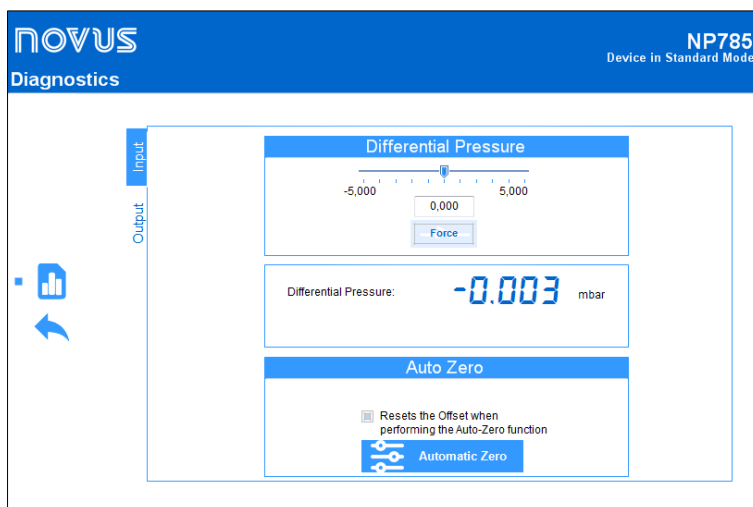 novus
NP785
Device in Standard Mode
Diagnostics
Input
Output
Differential Pressure
-5,000 5,000
0,000
Force
Differential Pressure: -0.003 mbar
Auto Zero
Resets the Offset when
performing the Auto-Zero function
Automatic Zero